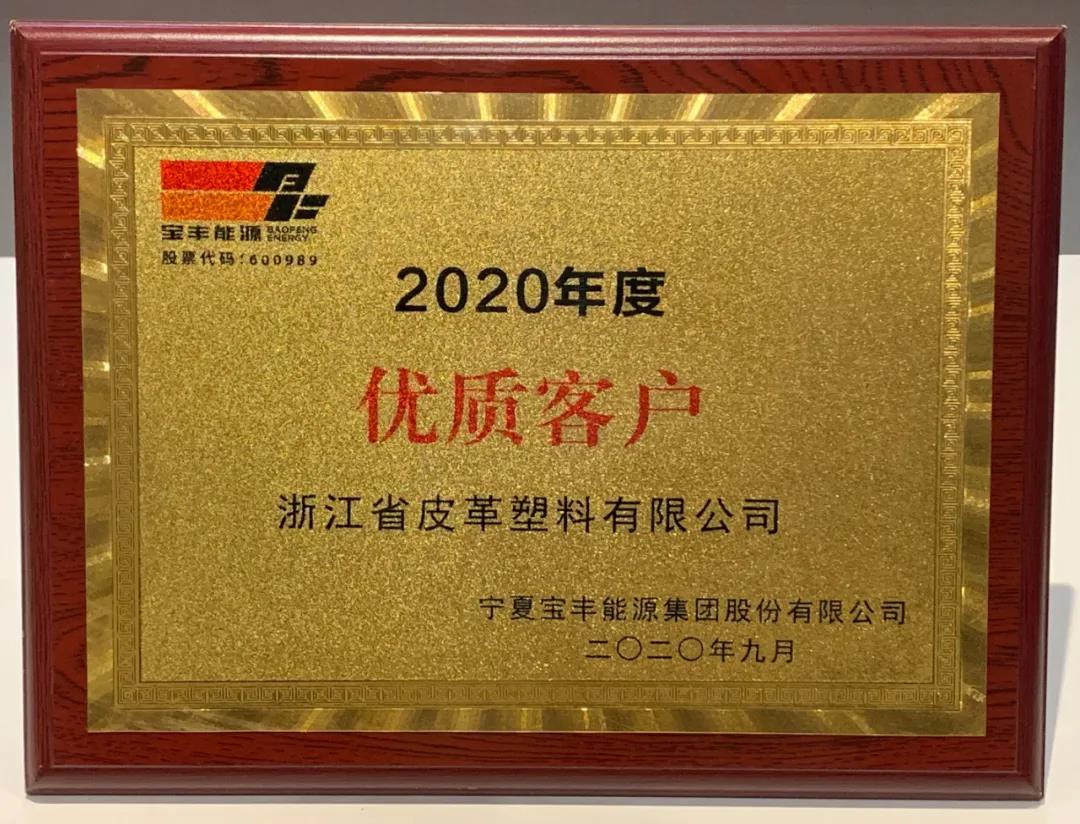 宝丰能源 BAOFENG ENERGY
股票代码:600989
2020年度
优质客户
浙江省皮革塑料有限公司
宁夏宝丰能源集团股份有限公司
二〇二〇年九月